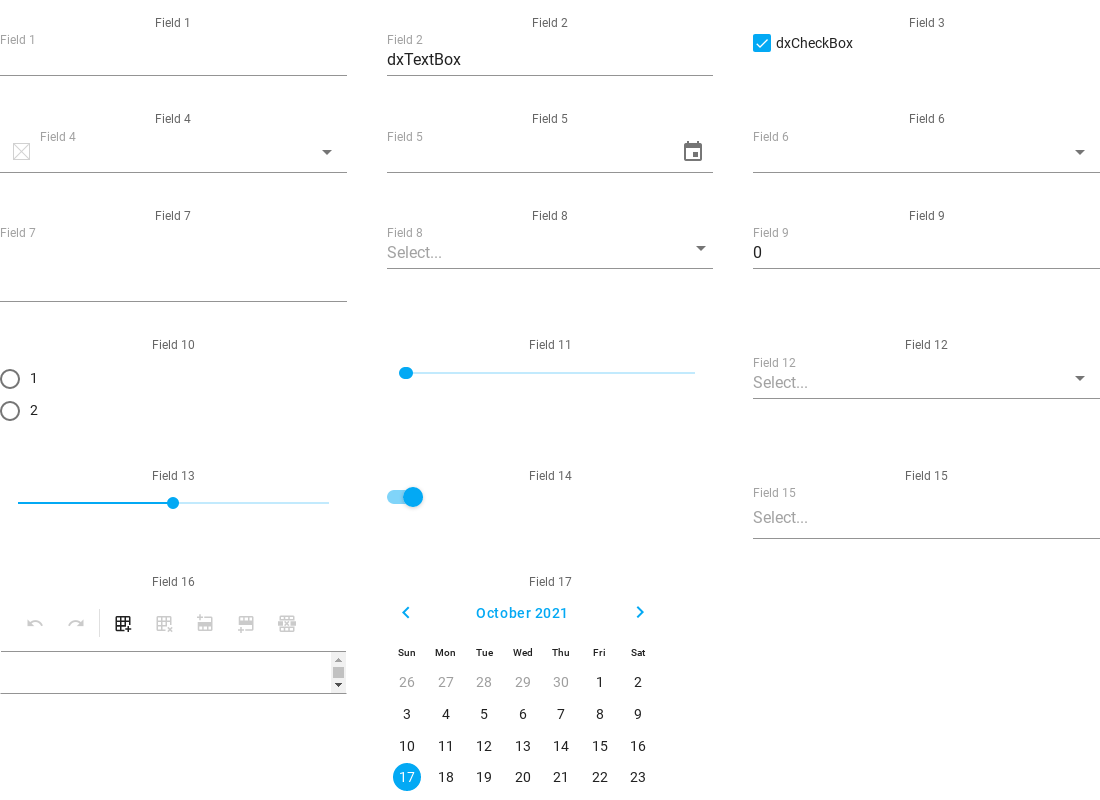 Field 1
Field 1
Field 2
Field 2
dxTextBox
Field 3
dxCheckBox
Field 4
Field 4
Field 5
Field 5
Field 6
Field 6
Field 7
Field 7
Field 8
Field 8
Select...
Field 9
Field 9
0
Field 10
1
2
Field 11
Field 12
Field 12
Select...
Field 13
Field 14
Field 15
Field 15
Select...
Field 16
Field 17
October 2021
Sun Mon Tue Wed Thu Fri Sat
26 27 28 29 30 1 2
3 4 5 6 7 8 9
10 11 12 13 14 15 16
17 18 19 20 21 22 23